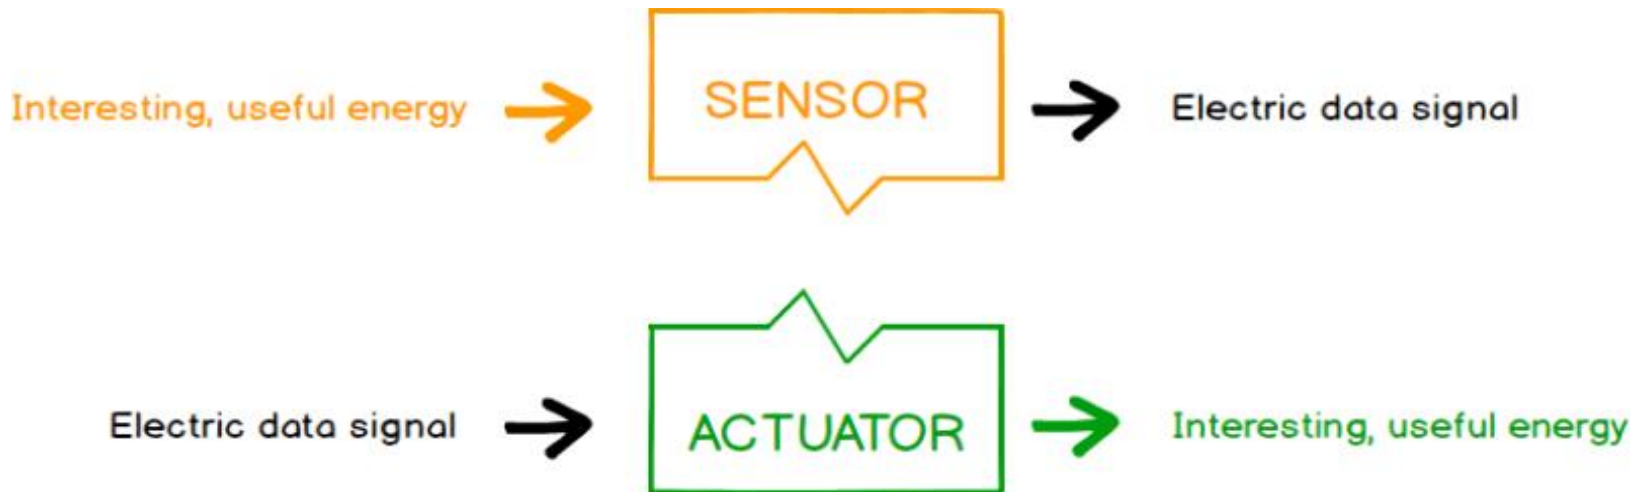 Interesting, useful energy
SENSOR
Electric data signal
Electric data signal
ACTUATOR
Interesting, useful energy